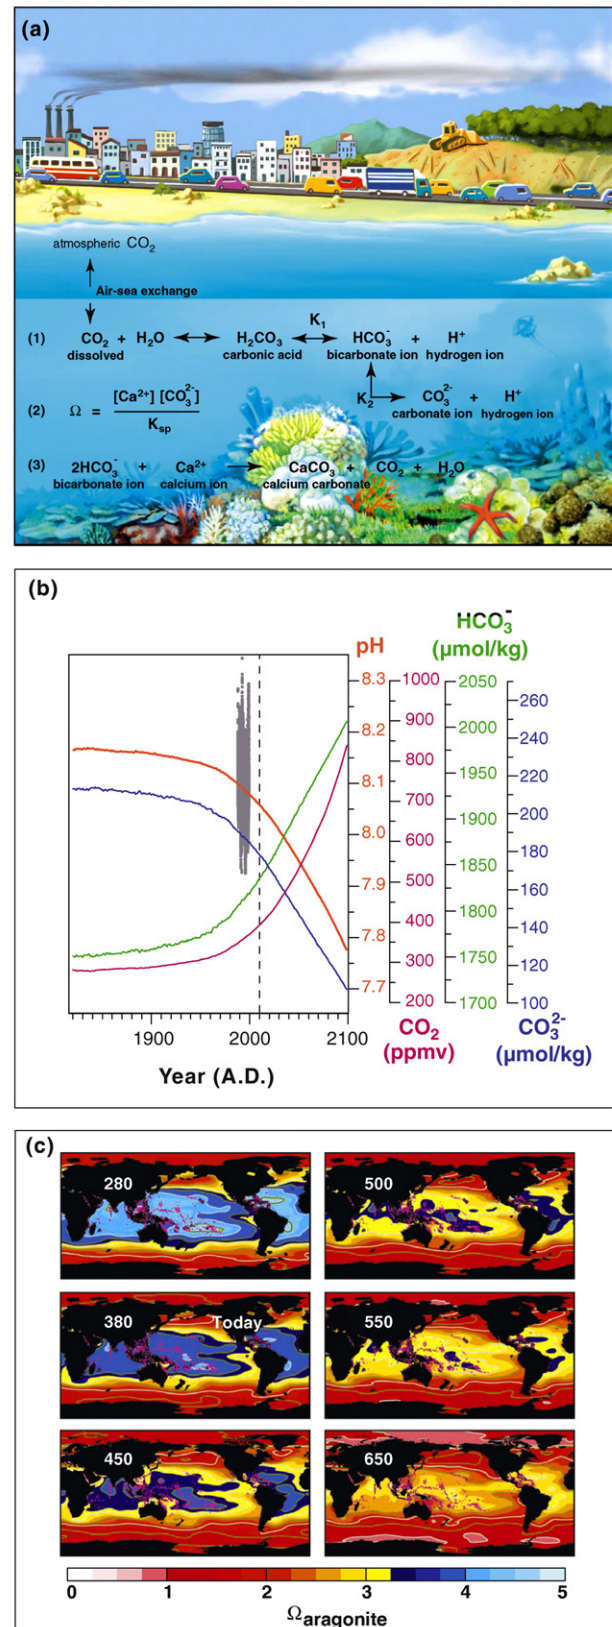 (a)
atmospheric CO₂
Air-sea exchange
(1) CO₂ + H₂O ⟷ H₂CO₃ ⟷ K₁ HCO₃⁻ + H⁺
dissolved carbonic acid bicarbonate ion hydrogen ion
K₂ → CO₃²⁻ + H⁺
carbonate ion hydrogen ion
(2) Ω = [Ca²⁺] [CO₃²⁻]
K_sp
(3) 2HCO₃⁻ + Ca²⁺ → CaCO₃ + CO₂ + H₂O
bicarbonate ion calcium ion calcium carbonate
(b)
HCO₃⁻
pH (µmol/kg)
8.3 1000 2050 260
8.2 900 2000 240
8.1 800 1950 220
8.0 700 1900 200
7.9 600 1850 180
7.8 500 1800 160
7.7 400 1750 140
300 1700 120
200 100
1900 2000 2100
CO₂ CO₃²⁻
(ppmv) (µmol/kg)
Year (A.D.)
(c)
280 500
380 Today 550
450 650
0 1 2 3 4 5
Ωaragonite